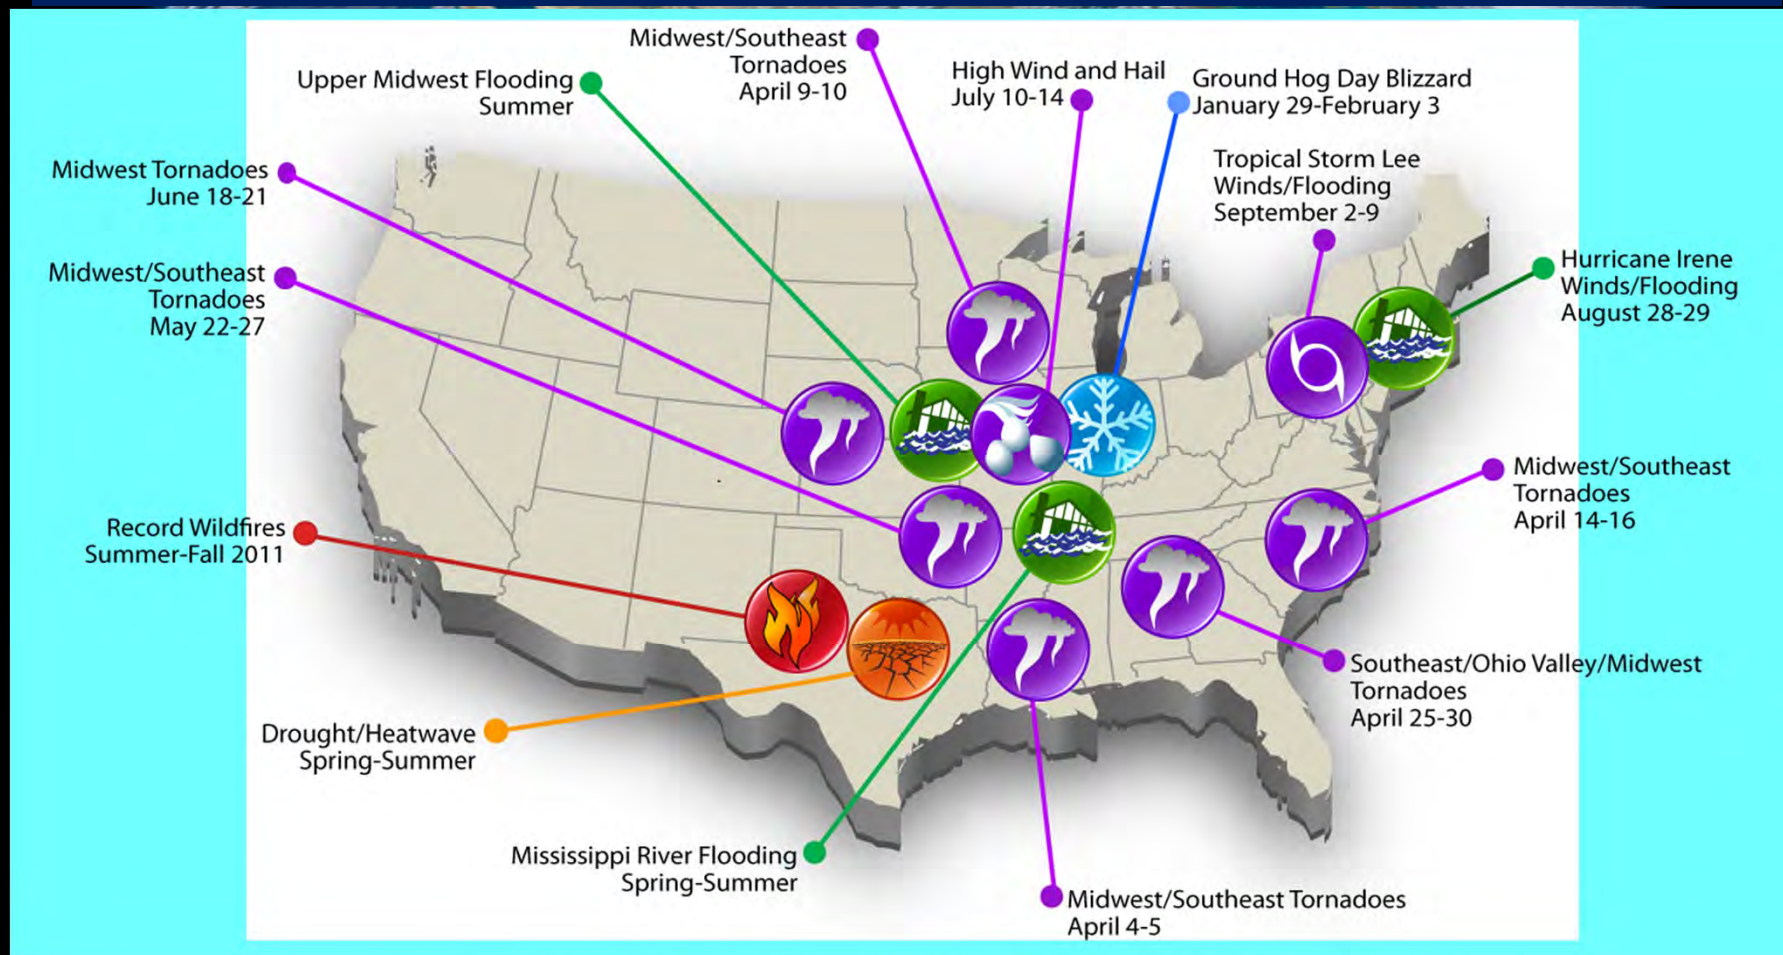 Midwest/Southeast
Tornadoes
April 9-10
High Wind and Hail
July 10-14
Ground Hog Day Blizzard
January 29-February 3
Upper Midwest Flooding
Summer
Tropical Storm Lee
Winds/Flooding
September 2-9
Midwest Tornadoes
June 18-21
Hurricane Irene
Winds/Flooding
August 28-29
Midwest/Southeast
Tornadoes
May 22-27
Midwest/Southeast
Tornadoes
April 14-16
Record Wildfires
Summer-Fall 2011
Southeast/Ohio Valley/Midwest
Tornadoes
April 25-30
Drought/Heatwave
Spring-Summer
Mississippi River Flooding
Spring-Summer
Midwest/Southeast Tornadoes
April 4-5